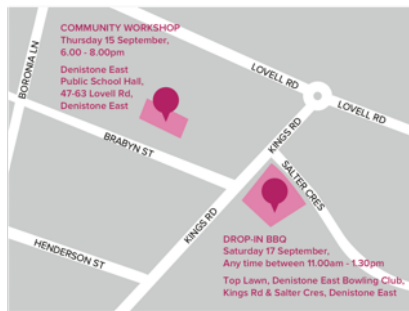 COMMUNITY WORKSHOP
Thursday 15 September,
6.00 - 8.00pm
Denistone East
Public School Hall,
47-63 Lovell Rd,
Denistone East
BORONIA LN
LOVELL RD
LOVELL RD
KINGS RD
BRABYN ST
SALTER CRES
KINGS RD
HENDERSON ST
DROP-IN BBQ
Saturday 17 September,
Any time between 11.00am - 1.30pm
Top Lawn, Denistone East Bowling Club,
Kings Rd & Salter Cres, Denistone East